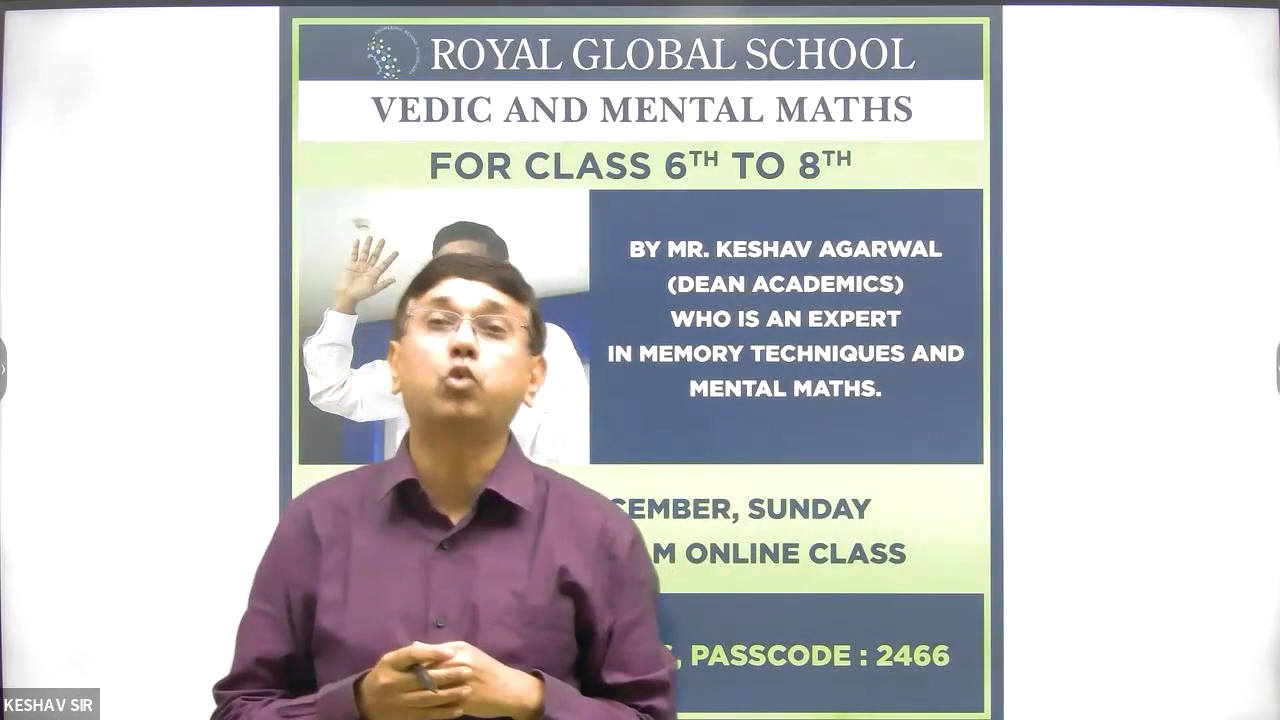 ROYAL GLOBAL SCHOOL
VEDIC AND MENTAL MATHS
FOR CLASS 6TH TO 8TH
BY MR. KESHAV AGARWAL
(DEAN ACADEMICS)
WHO IS AN EXPERT
IN MEMORY TECHNIQUES AND
MENTAL MATHS.
CEMBER, SUNDAY
M ONLINE CLASS
, PASSCODE : 2466
KESHAV SIR